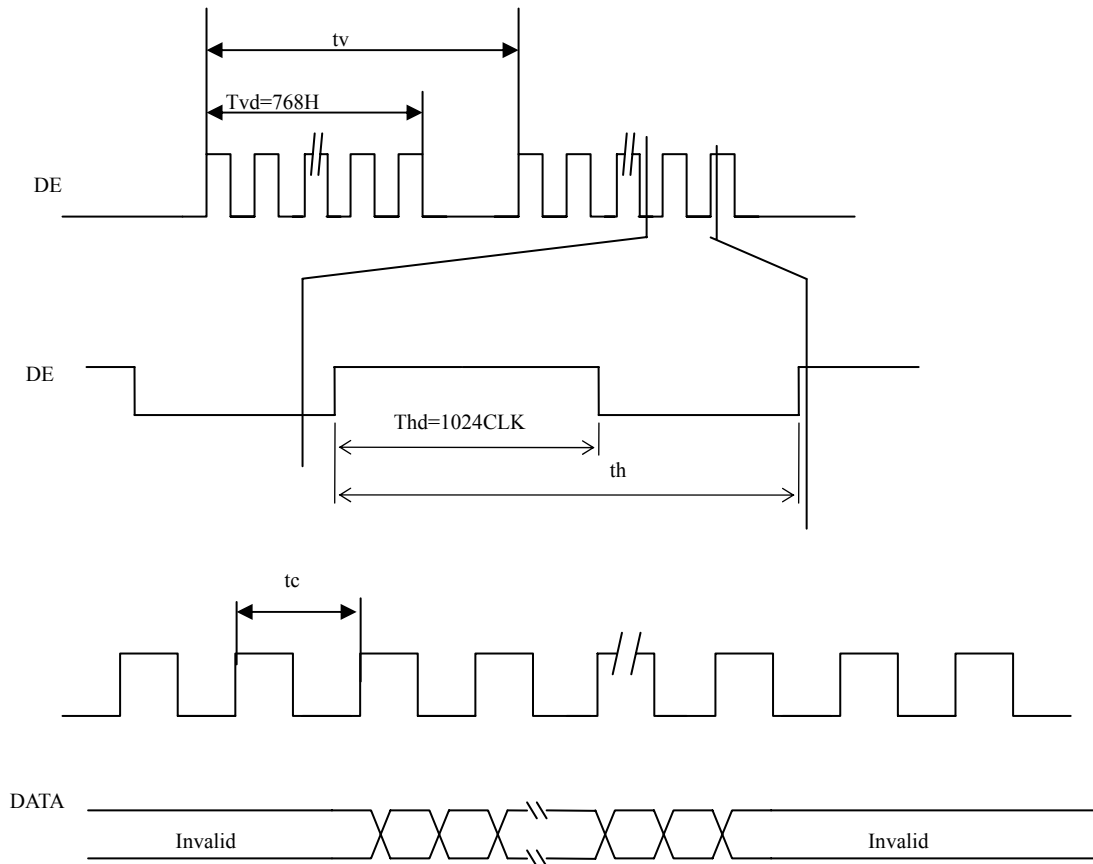 tv
Tvd=768H
DE
DE
Thd=1024CLK
th
tc
DATA
Invalid
Invalid